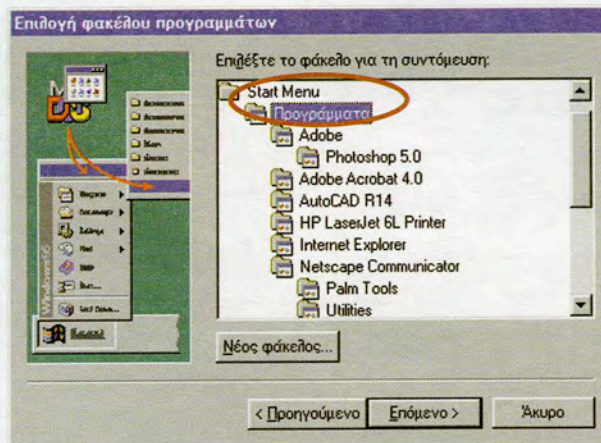 Επιλογή φακέλου προγραμμάτων
Επιλέξτε το φάκελο για τη συντόμευση:
Start Menu
Προγράμματα
Adobe
Photoshop 5.0
Adobe Acrobat 4.0
AutoCAD R14
HP LaserJet 6L Printer
Internet Explorer
Netscape Communicator
Palm Tools
Utilities
Νέος φάκελος...
< Προηγούμενο
Επόμενο >
Άκυρο
Windows95